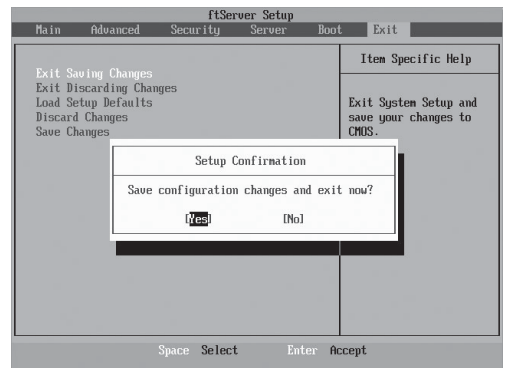 ftServer Setup
Main Advanced Security Server Boot Exit
Item Specific Help
Exit Saving Changes
Exit Discarding Changes
Load Setup Defaults
Discard Changes
Save Changes
Exit System Setup and
save your changes to
CMOS.
Setup Confirmation
Save configuration changes and exit now?
[Yes] [No]
Space Select Enter Accept